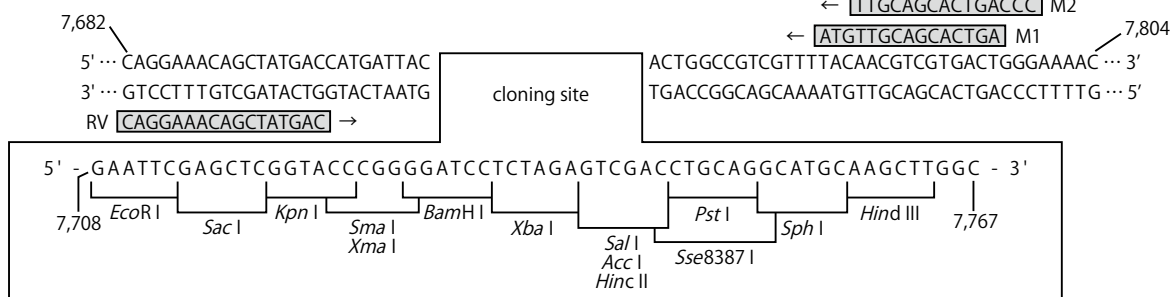 ← TTGCAGCACTGACCC M2
7,682
← ATGTTGCAGCACTGA M1
7,804
5' ··· CAGGAAACAGCTATGACCATGATTAC
ACTGGCCGTCGTTTTACAACGTCGTGACTGGGAAAAC ··· 3'
3' ··· GTCCTTTGTCGATACTGGTACTAATG
cloning site
TGACCGGCAGCAAAATGTTGCAGCACTGACCCTTTTG ··· 5'
RV CAGGAAACAGCTATGAC →
5' - GAATTCGAGCTCGGTACCCGGGGATCCTCTAGAGTCGACCTGCAGGCATGCAAGCTTGGC - 3'
7,708
EcoR I
Sac I
Kpn I
Sma I
Xma I
BamH I
Xba I
Sal I
Acc I
Hinc II
Pst I
Sse8387 I
Sph I
Hind III
7,767